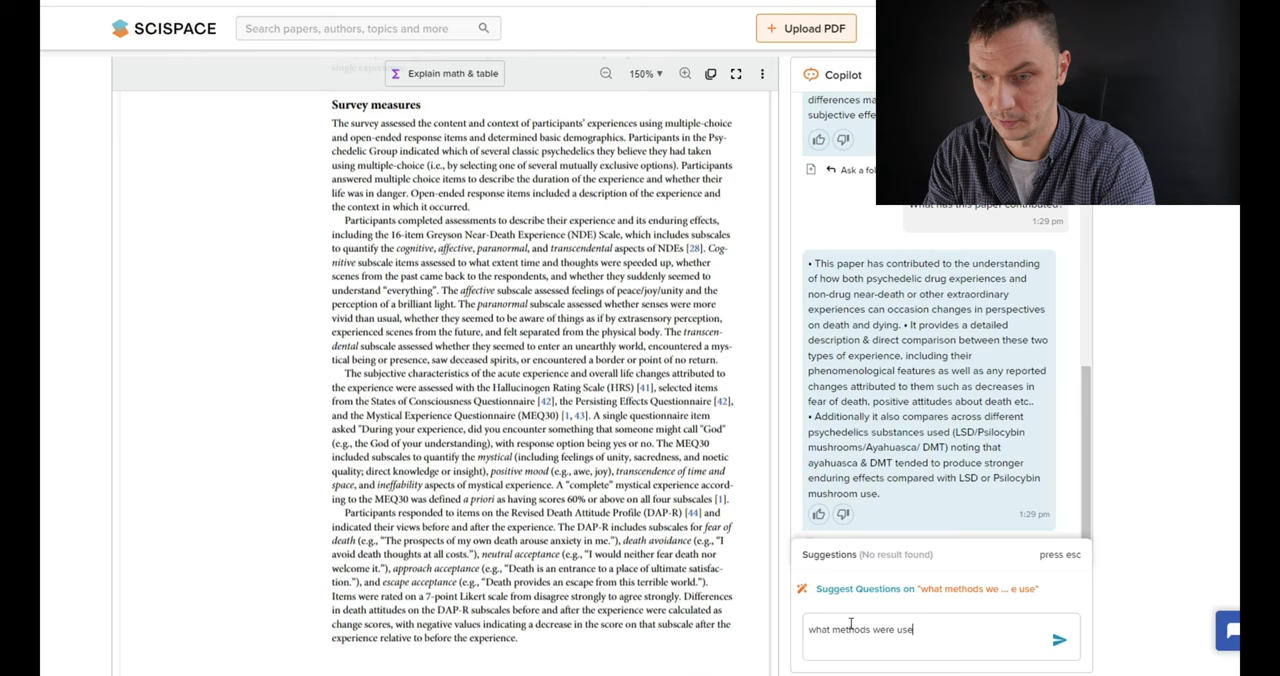 SCISPACE
Search papers, authors, topics and more
+ Upload PDF
single experie
Explain math & table
150%
Copilot
Survey measures
The survey assessed the content and context of participants' experiences using multiple-choice
and open-ended response items and determined basic demographics. Participants in the Psy-
chedelic Group indicated which of several classic psychedelics they believe they had taken
using multiple-choice (i.e., by selecting one of several mutually exclusive options). Participants
answered multiple choice items to describe the duration of the experience and whether their
life was in danger. Open-ended response items included a description of the experience and
the context in which it occurred.
Participants completed assessments to describe their experience and its enduring effects,
including the 16-item Greyson Near-Death Experience (NDE) Scale, which includes subscales
to quantify the cognitive, affective, paranormal, and transcendental aspects of NDEs [28]. Cog-
nitive subscale items assessed to what extent time and thoughts were speeded up, whether
scenes from the past came back to the respondents, and whether they suddenly seemed to
understand "everything". The affective subscale assessed feelings of peace/joy/unity and the
perception of a brilliant light. The paranormal subscale assessed whether senses were more
vivid than usual, whether they seemed to be aware of things as if by extrasensory perception,
experienced scenes from the future, and felt separated from the physical body. The transcen-
dental subscale assessed whether they seemed to enter an unearthly world, encountered a mys-
tical being or presence, saw deceased spirits, or encountered a border or point of no return.
The subjective characteristics of the acute experience and overall life changes attributed to
the experience were assessed with the Hallucinogen Rating Scale (HRS) [41], selected items
from the States of Consciousness Questionnaire [42], the Persisting Effects Questionnaire [42],
and the Mystical Experience Questionnaire (MEQ30) [1, 43]. A single questionnaire item
asked "During your experience, did you encounter something that someone might call "God"
(e.g., the God of your understanding), with response option being yes or no. The MEQ30
included subscales to quantify the mystical (including feelings of unity, sacredness, and noetic
quality; direct knowledge or insight), positive mood (e.g., awe, joy), transcendence of time and
space, and ineffability aspects of mystical experience. A "complete" mystical experience accord-
ing to the MEQ30 was defined a priori as having scores 60% or above on all four subscales [1].
Participants responded to items on the Revised Death Attitude Profile (DAP-R) [44] and
indicated their views before and after the experience. The DAP-R includes subscales for fear of
death (e.g., "The prospects of my own death arouse anxiety in me."), death avoidance (e.g., "I
avoid death thoughts at all costs."), neutral acceptance (e.g., "I would neither fear death nor
welcome it."), approach acceptance (e.g., "Death is an entrance to a place of ultimate satisfac-
tion."), and escape acceptance (e.g., "Death provides an escape from this terrible world.").
Items were rated on a 7-point Likert scale from disagree strongly to agree strongly. Differences
in death attitudes on the DAP-R subscales before and after the experience were calculated as
change scores, with negative values indicating a decrease in the score on that subscale after the
experience relative to before the experience.
differences ma
subjective effe
Ask a fol
What has this paper contributed?
1:29 pm
• This paper has contributed to the understanding
of how both psychedelic drug experiences and
non-drug near-death or other extraordinary
experiences can occasion changes in perspectives
on death and dying. • It provides a detailed
description & direct comparison between these two
types of experience, including their
phenomenological features as well as any reported
changes attributed to them such as decreases in
fear of death, positive attitudes about death etc..
• Additionally it also compares across different
psychedelics substances used (LSD/Psilocybin
mushrooms/Ayahuasca/ DMT) noting that
ayahuasca & DMT tended to produce stronger
enduring effects compared with LSD or Psilocybin
mushroom use.
1:29 pm
Suggestions (No result found)
press esc
Suggest Questions on "what methods we ... e use"
what methods were use